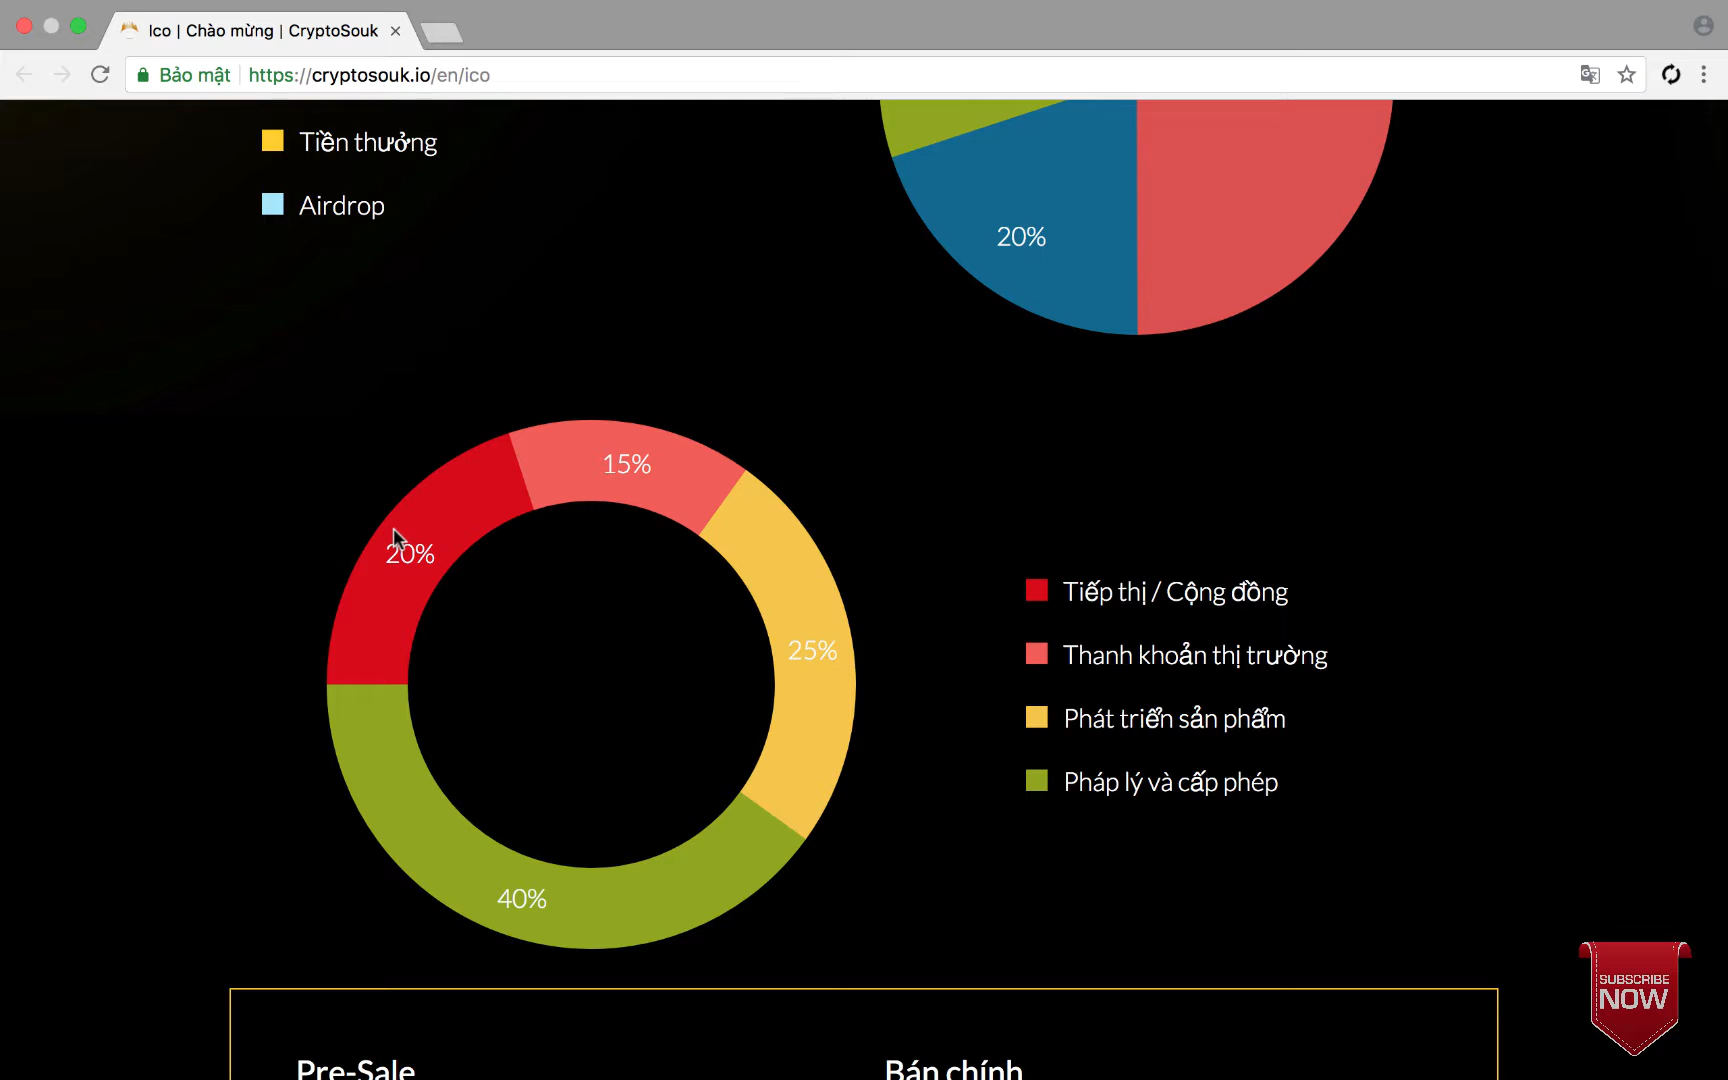 Ico | Chào mừng | CryptoSouk
Bảo mật
https://cryptosouk.io/en/ico
Tiền thưởng
Airdrop
20%
15%
20%
25%
40%
Tiếp thị / Cộng đồng
Thanh khoản thị trường
Phát triển sản phẩm
Pháp lý và cấp phép
SUBSCRIBE
NOW
Pre-Sale
Bán chính